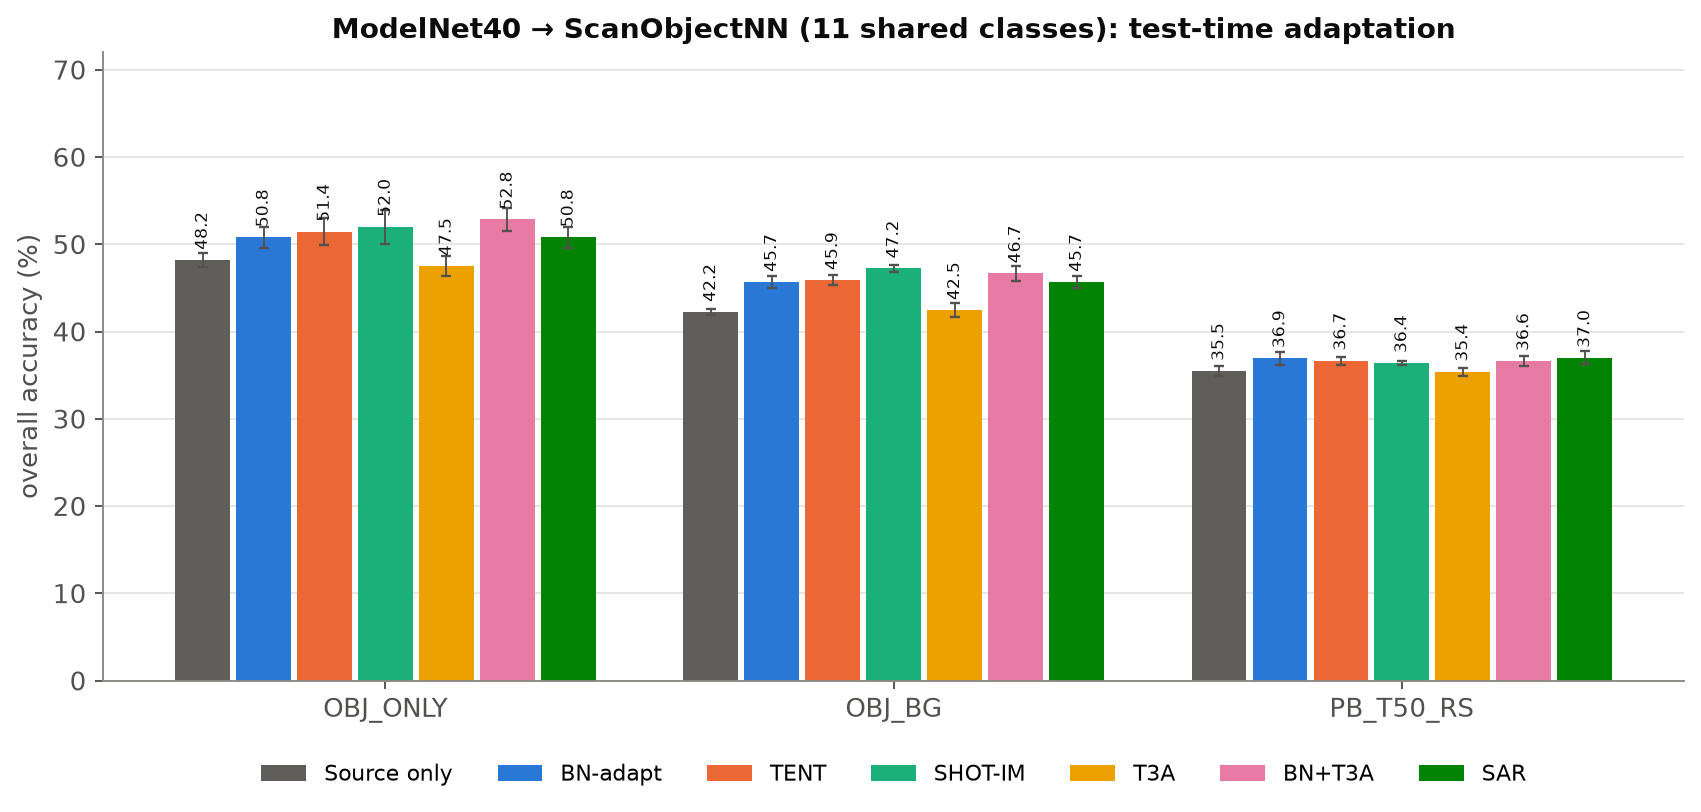 ModelNet40 → ScanObjectNN (11 shared classes): test-time adaptation
overall accuracy (%)
70
60
50
40
30
20
10
0
48.2
50.8
51.4
52.0
47.5
52.8
50.8
42.2
45.7
45.9
47.2
42.5
46.7
45.7
35.5
36.9
36.7
36.4
35.4
36.6
37.0
OBJ_ONLY
OBJ_BG
PB_T50_RS
Source only
BN-adapt
TENT
SHOT-IM
T3A
BN+T3A
SAR